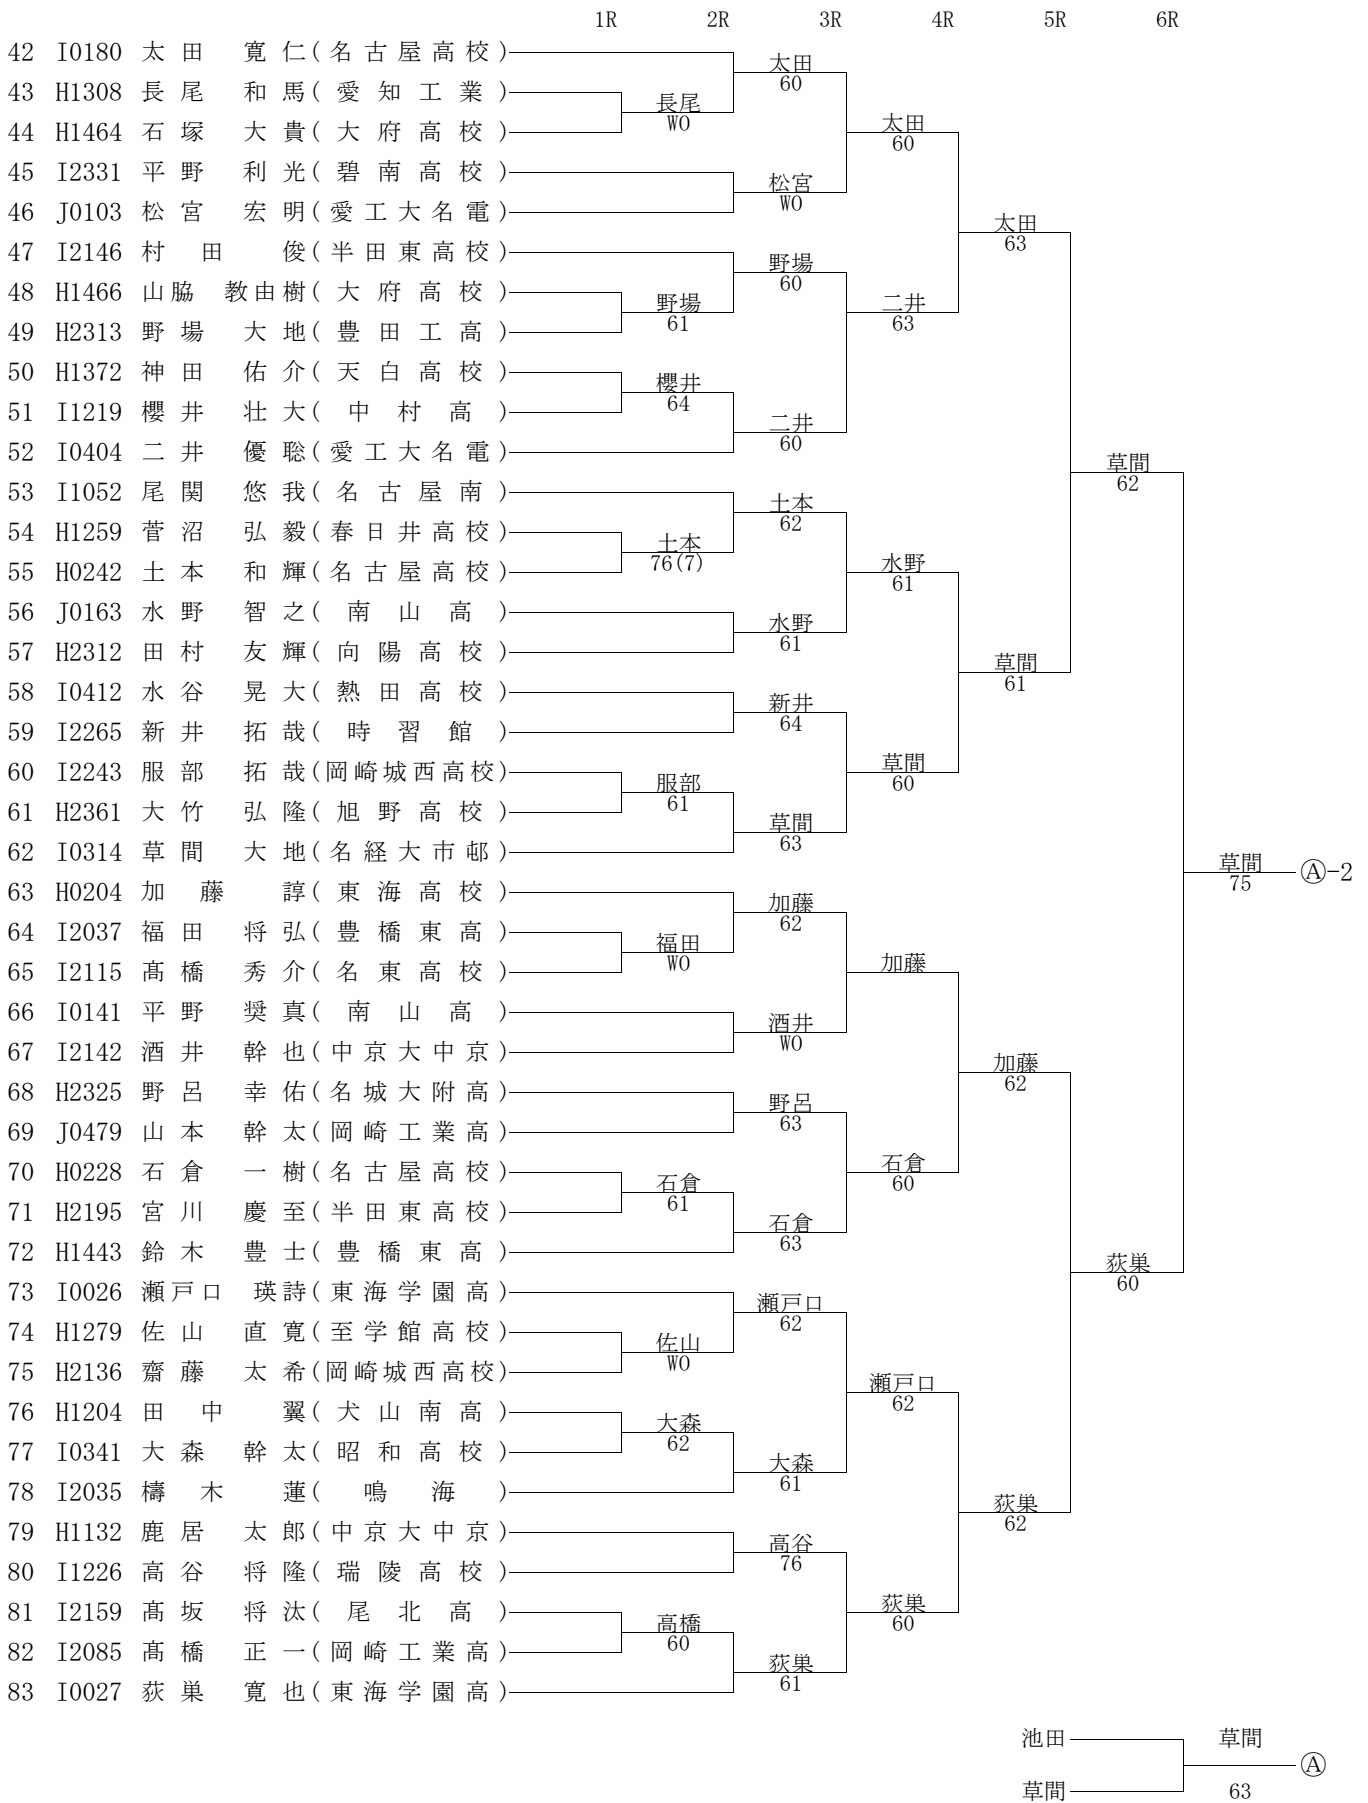 1R 2R 3R 4R 5R 6R
42 I0180 太田 寛仁(名古屋高校)
太田
60
43 H1308 長尾 和馬(愛知工業)
長尾
WO
44 H1464 石塚 大貴(大府高校)
太田
60
45 I2331 平野 利光(碧南高校)
松宮
WO
46 J0103 松宮 宏明(愛工大名電)
太田
63
47 I2146 村田 俊(半田東高校)
野場
60
48 H1466 山脇 教由樹(大府高校)
野場
61
二井
63
49 H2313 野場 大地(豊田工高)
50 H1372 神田 佑介(天白高校)
櫻井
64
51 I1219 櫻井 壮大(中村高)
二井
60
52 I0404 二井 優聡(愛工大名電)
草間
62
53 I1052 尾関 悠我(名古屋南)
土本
62
54 H1259 菅沼 弘毅(春日井高校)
土本
76(7)
55 H0242 土本 和輝(名古屋高校)
水野
61
56 J0163 水野 智之(南山高)
水野
61
57 H2312 田村 友輝(向陽高校)
草間
61
58 I0412 水谷 晃大(熱田高校)
新井
64
59 I2265 新井 拓哉(時習館)
60 I2243 服部 拓哉(岡崎城西高校)
服部
61
草間
60
61 H2361 大竹 弘隆(旭野高校)
草間
63
62 I0314 草間 大地(名経大市邨)
草間
75
Ⓐ-2
63 H0204 加藤 諄(東海高校)
加藤
62
64 I2037 福田 将弘(豊橋東高)
福田
WO
65 I2115 髙橋 秀介(名東高校)
加藤
66 I0141 平野 奨真(南山高)
酒井
WO
67 I2142 酒井 幹也(中京大中京)
加藤
62
68 H2325 野呂 幸佑(名城大附高)
野呂
63
69 J0479 山本 幹太(岡崎工業高)
70 H0228 石倉 一樹(名古屋高校)
石倉
61
石倉
60
71 H2195 宮川 慶至(半田東高校)
石倉
63
72 H1443 鈴木 豊士(豊橋東高)
荻巣
60
73 I0026 瀬戸口 瑛詩(東海学園高)
瀬戸口
62
74 H1279 佐山 直寛(至学館高校)
佐山
WO
75 H2136 齋藤 太希(岡崎城西高校)
瀬戸口
62
76 H1204 田中 翼(犬山南高)
大森
62
77 I0341 大森 幹太(昭和高校)
大森
61
78 I2035 檮木 蓮(鳴海)
荻巣
62
79 H1132 鹿居 太郎(中京大中京)
高谷
76
80 I1226 高谷 将隆(瑞陵高校)
81 I2159 髙坂 将汰(尾北高)
高橋
60
荻巣
60
82 I2085 髙橋 正一(岡崎工業高)
荻巣
61
83 I0027 荻巣 寛也(東海学園高)
池田 草間
Ⓐ
草間 63